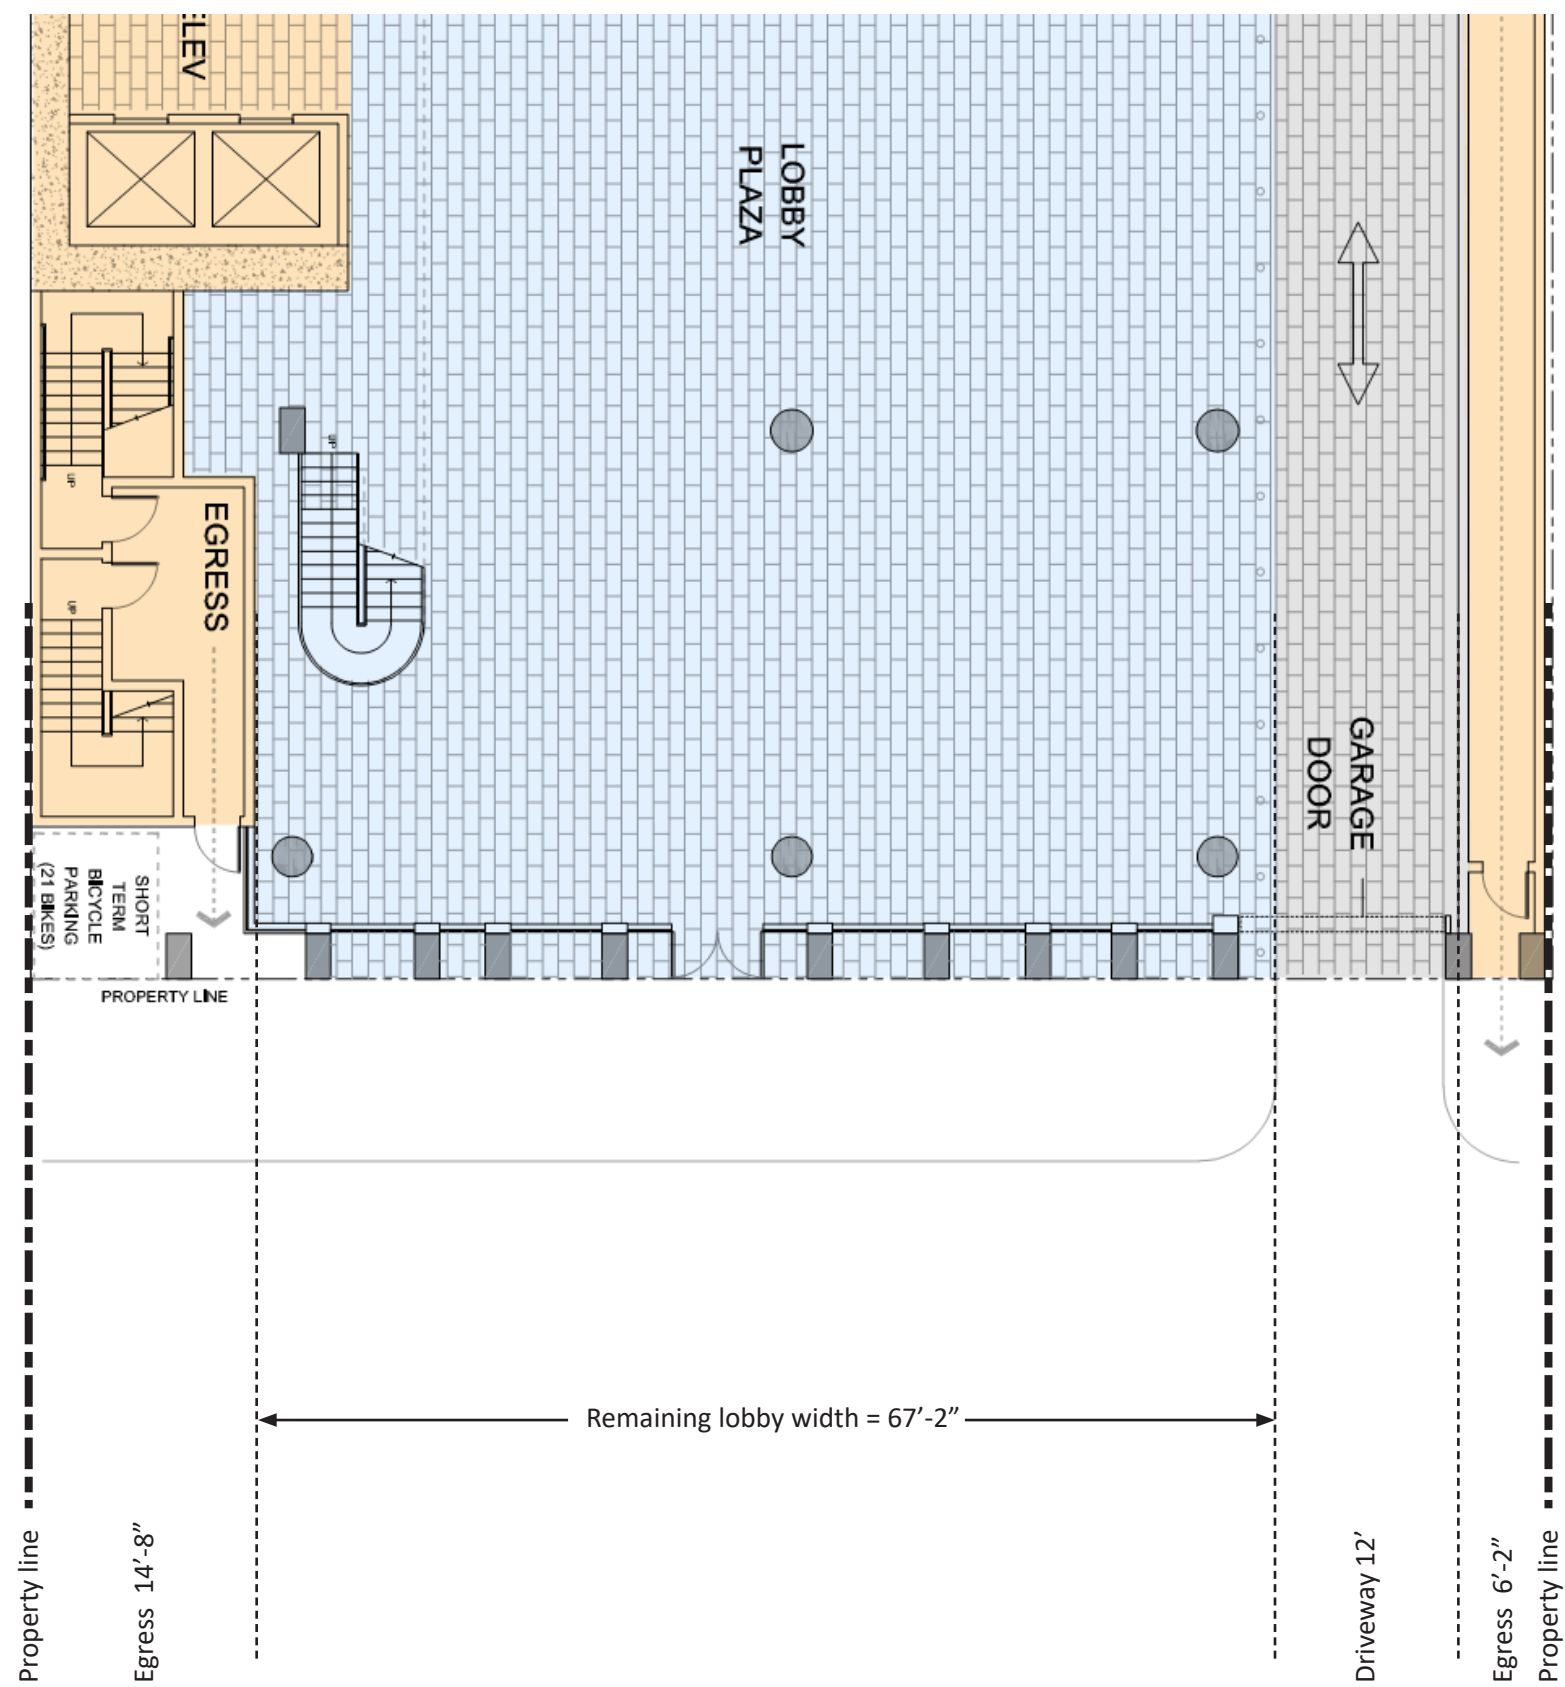 ELEV
LOBBY
PLAZA
UP
UP
EGRESS
UP
GARAGE
DOOR
SHORT
TERM
BICYCLE
PARKING
(21 BIKES)
PROPERTY LINE
Remaining lobby width = 67’-2”
Property line
Egress 14’-8”
Driveway 12’
Egress 6’-2”
Property line